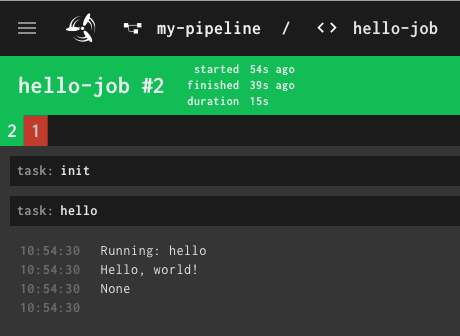 my-pipeline / <> hello-job
hello-job #2
started 54s ago
finished 39s ago
duration 15s
2 1
task: init
task: hello
10:54:30 Running: hello
10:54:30 Hello, world!
10:54:30 None
10:54:30